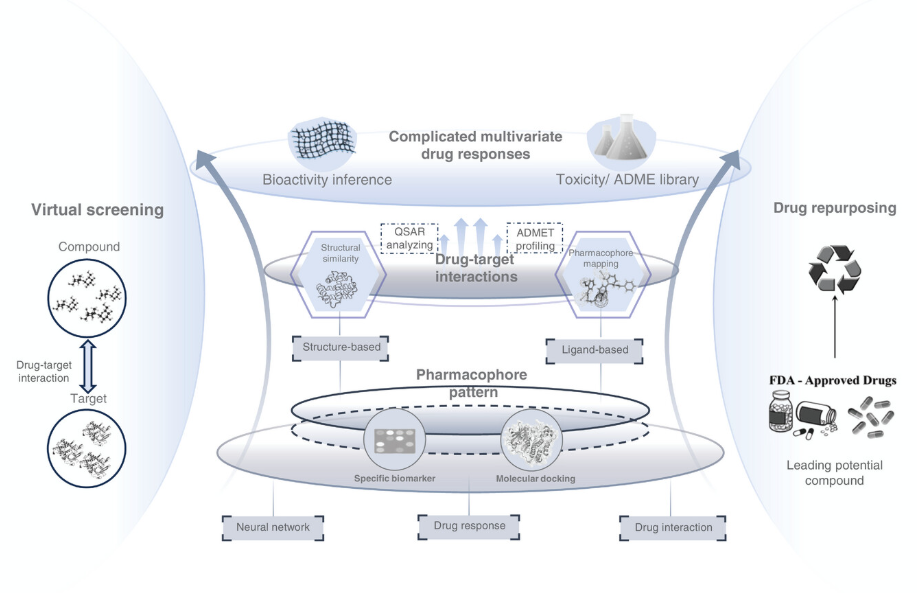 Complicated multivariate
drug responses
Bioactivity inference
Toxicity/ ADME library
Virtual screening
Compound
Drug-target
interaction
Target
QSAR
analyzing
ADMET
profiling
Structural
similarity
Drug-target
interactions
Pharmacophore
mapping
Structure-based
Ligand-based
Pharmacophore
pattern
Specific biomarker
Molecular docking
Neural network
Drug response
Drug interaction
Drug repurposing
FDA - Approved Drugs
Leading potential
compound